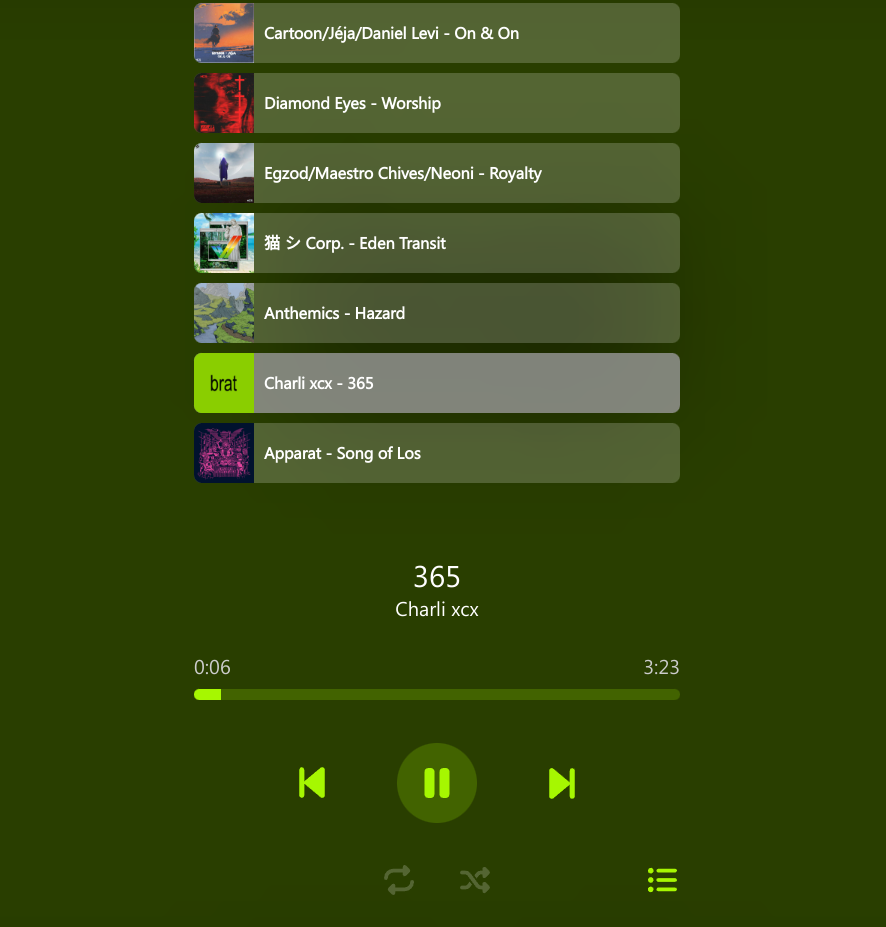 Cartoon/Jéja/Daniel Levi - On & On
Diamond Eyes - Worship
Egzod/Maestro Chives/Neoni - Royalty
猫 シ Corp. - Eden Transit
Anthemics - Hazard
brat
Charli xcx - 365
Apparat - Song of Los
365
Charli xcx
0:06
3:23